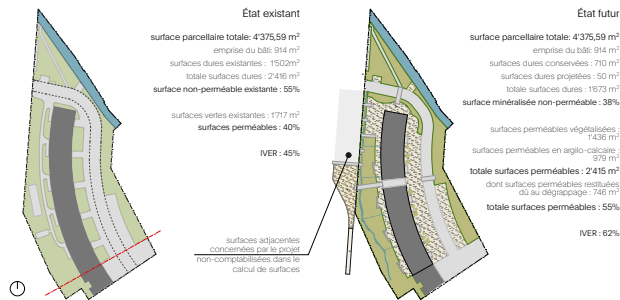 État existant
surface parcellaire totale: 4'375,59 m²
emprise du bâti: 914 m²
surfaces dures existantes : 1'502m²
totale surfaces dures : 2'416 m²
surface non-perméable existante : 55%
surfaces vertes existantes : 1'717 m²
surfaces perméables : 40%
IVER : 45%
surfaces adjacentes
concernées par le projet
non-comptabilisées dans le
calcul de surfaces
État futur
surface parcellaire totale: 4'375,59 m²
emprise du bâti: 914 m²
surfaces dures conservées : 710 m²
surfaces dures projetées : 50 m²
totale surfaces dures : 1'673 m²
surface minéralisée non-perméable : 38%
surfaces perméables végétalisées :
1'436 m²
surfaces perméables en argilo-calcaire :
979 m²
totale surfaces perméables : 2'415 m²
dont surfaces perméables restituées
dû au dégrappage : 746 m²
totale surfaces perméables : 55%
IVER : 62%